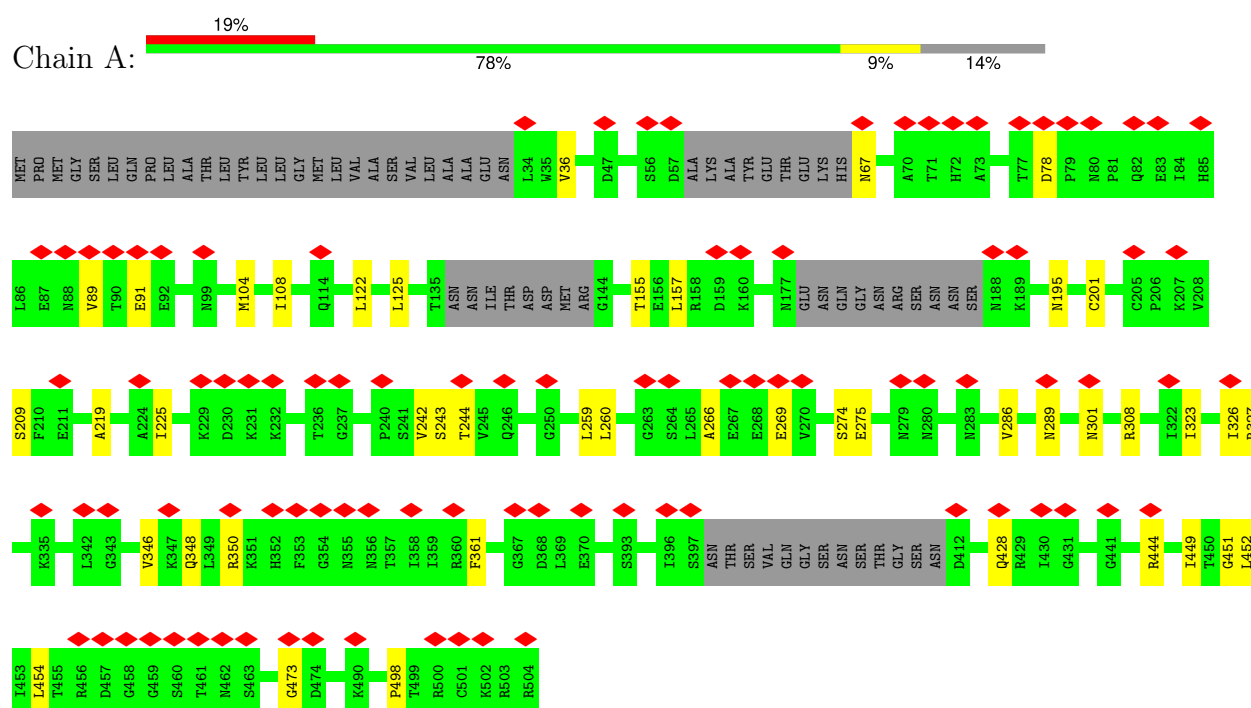 19%
Chain A:
78% 9% 14%
MET PRO MET GLY SER LEU GLN PRO LEU ALA THR LEU TYR LEU LEU GLY MET LEU VAL ALA SER VAL LEU ALA ALA GLU ASN L34 W35 V36 D47 S56 D57 ALA LYS ALA TYR GLU THR GLU LYS HIS N67 A70 T71 H72 A73 T77 D78 P79 N80 P81 Q82 E83 I84 H85
L86 E87 N88 V89 T90 E91 E92 N99 M104 I108 Q114 L122 L125 T135 ASN ASN ILE THR ASP ASP MET ARG G144 T155 E156 L157 R158 D159 K160 N177 GLU ASN GLN GLY ASN ARG SER ASN ASN SER N188 K189 N195 C201 C205 P206 K207 V208
S209 F210 E211 A219 A224 I225 K229 D230 K231 K232 T236 G237 P240 S241 V242 S243 T244 V245 Q246 G250 L259 L260 G263 S264 L265 A266 E267 E268 E269 V270 S274 E275 N279 N280 N283 V286 N289 N301 R308 I322 I323 I326 R327
K335 L342 G343 V346 K347 Q348 L349 R350 K351 H352 F353 G354 N355 N356 T357 I358 I359 R360 F361 G367 D368 L369 E370 S393 I396 S397 ASN THR SER VAL GLN GLY SER ASN SER THR GLY SER ASN D412 Q428 R429 I430 G431 G441 R444 I449 T450 G451 L452
I453 L454 T455 R456 D457 G458 G459 S460 T461 N462 S463 G473 D474 K490 P498 T499 R500 C501 K502 R503 R504